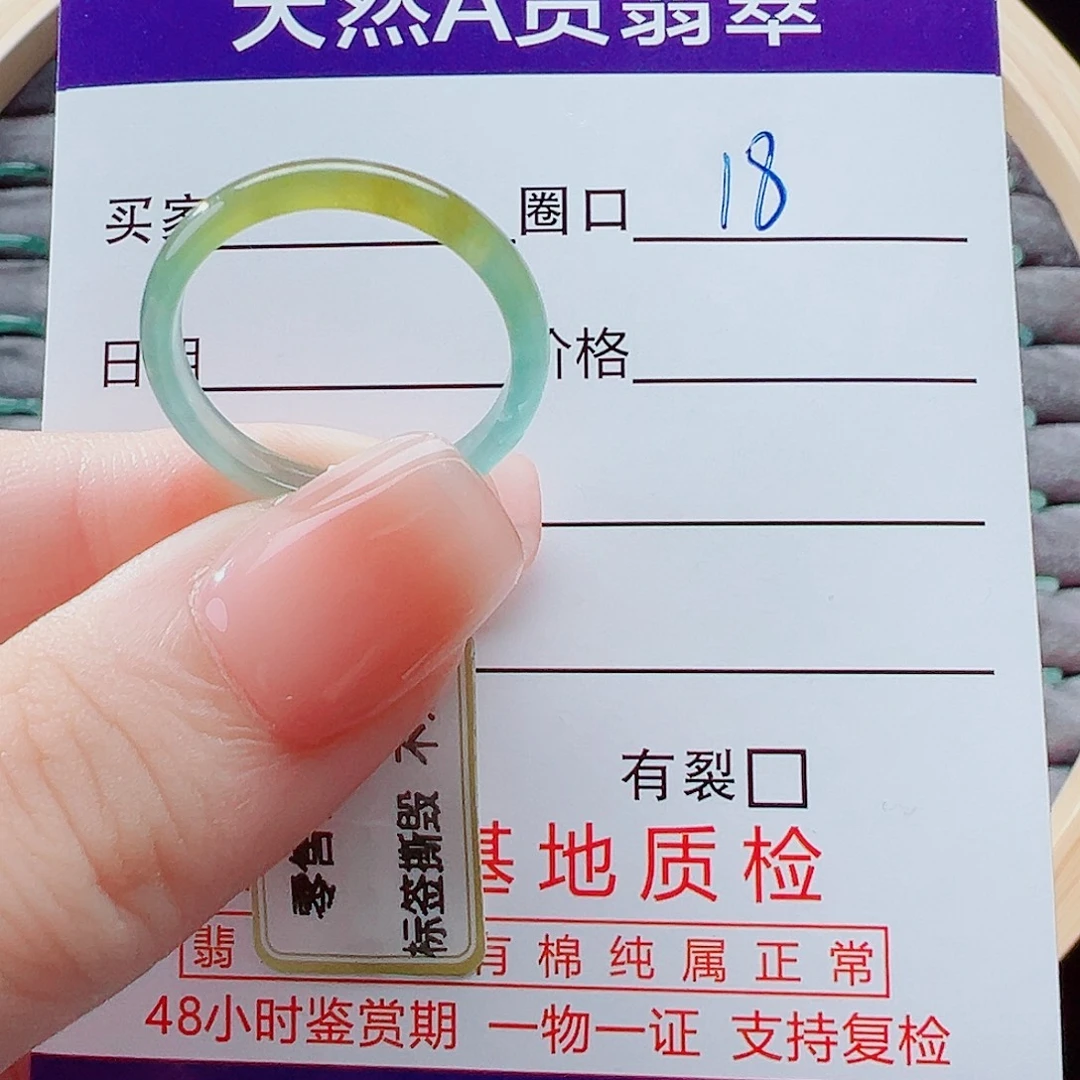 天然A货翡翠
买家 圈口 18
日期 价格
有裂
基地质检
翡 有棉纯属正常
48小时鉴赏期 一物一证 支持复检
零售
标签撕毁 不